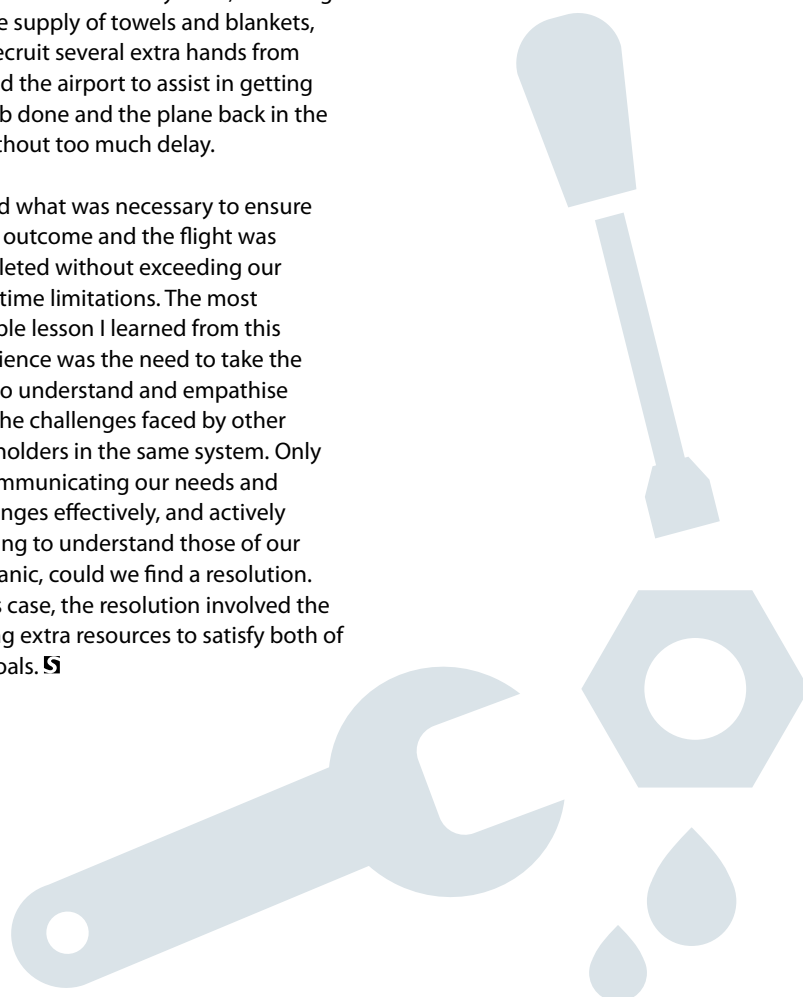 e supply of towels and blankets,
ecruit several extra hands from
d the airport to assist in getting
b done and the plane back in the
thout too much delay.
d what was necessary to ensure
outcome and the flight was
leted without exceeding our
time limitations. The most
ble lesson I learned from this
ience was the need to take the
o understand and empathise
he challenges faced by other
holders in the same system. Only
mmunicating our needs and
nges effectively, and actively
ng to understand those of our
anic, could we find a resolution.
s case, the resolution involved the
g extra resources to satisfy both of
oals.